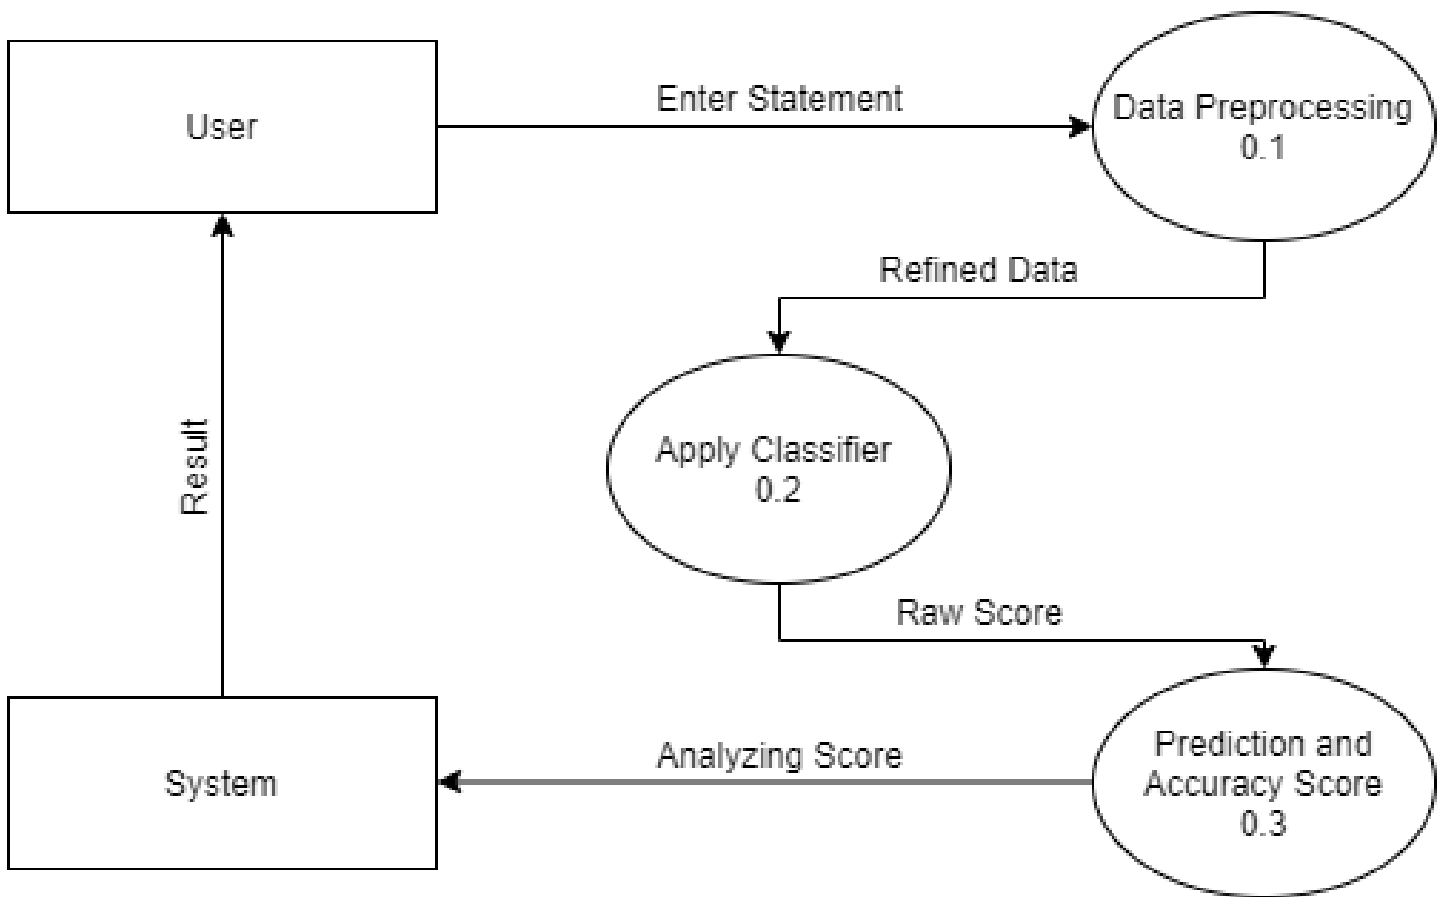 User
Enter Statement
Data Preprocessing
0.1
Refined Data
Apply Classifier
0.2
Result
Raw Score
System
Analyzing Score
Prediction and
Accuracy Score
0.3